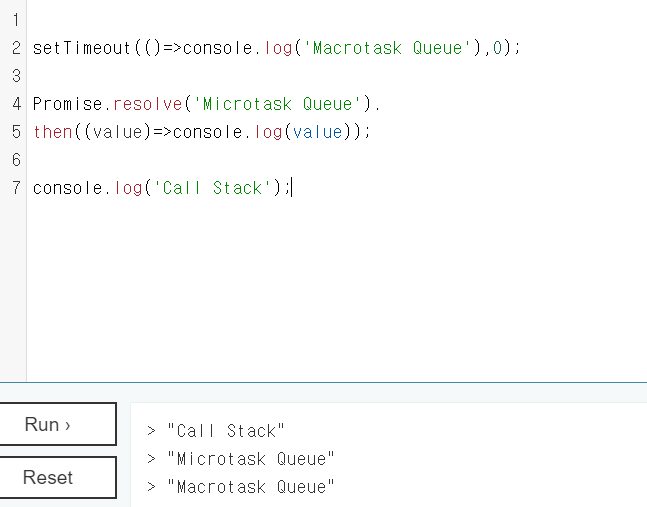 1
2 setTimeout(()=>console.log('Macrotask Queue'),0);
3
4 Promise.resolve('Microtask Queue').
5 then((value)=>console.log(value));
6
7 console.log('Call Stack');
Run ›
> "Call Stack"
> "Microtask Queue"
Reset
> "Macrotask Queue"